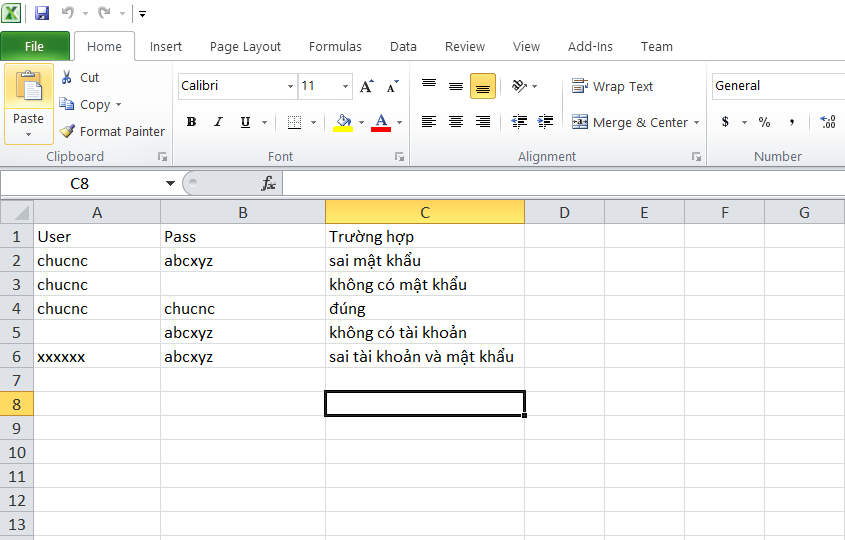 File Home Insert Page Layout Formulas Data Review View Add-Ins Team
Paste
Cut
Copy
Format Painter
Clipboard
Calibri 11 A A
B I U A
Font
Wrap Text
Merge & Center
Alignment
General
$ % , .00
Number
C8 fx
A B C D E F G
1 User Pass Trường hợp
2 chucnc abcxyz sai mật khẩu
3 chucnc không có mật khẩu
4 chucnc chucnc đúng
5 abcxyz không có tài khoản
6 xxxxxx abcxyz sai tài khoản và mật khẩu
7
8
9
10
11
12
13